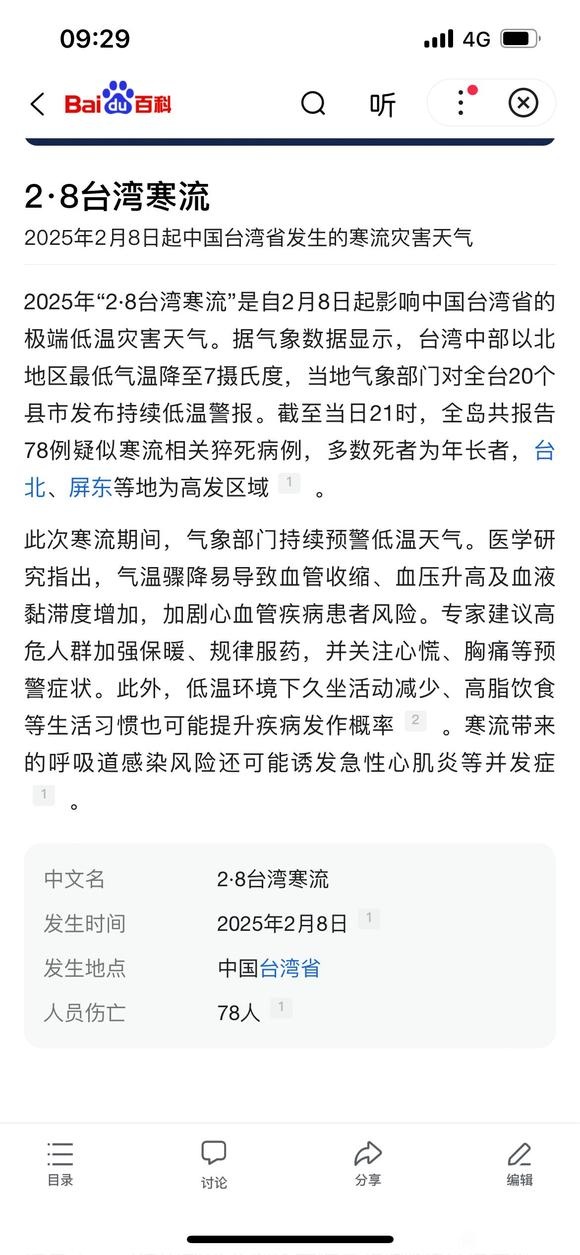 09:29
4G
Bai du 百科
听
2·8台湾寒流
2025年2月8日起中国台湾省发生的寒流灾害天气
2025年“2·8台湾寒流”是自2月8日起影响中国台湾省的
极端低温灾害天气。据气象数据显示，台湾中部以北
地区最低气温降至7摄氏度，当地气象部门对全台20个
县市发布持续低温警报。截至当日21时，全岛共报告
78例疑似寒流相关猝死病例，多数死者为年长者，台
北、屏东等地为高发区域 1 。
此次寒流期间，气象部门持续预警低温天气。医学研
究指出，气温骤降易导致血管收缩、血压升高及血液
黏滞度增加，加剧心血管疾病患者风险。专家建议高
危人群加强保暖、规律服药，并关注心慌、胸痛等预
警症状。此外，低温环境下久坐活动减少、高脂饮食
等生活习惯也可能提升疾病发作概率 2 。寒流带来
的呼吸道感染风险还可能诱发急性心肌炎等并发症
1 。
中文名 2·8台湾寒流
发生时间 2025年2月8日 1
发生地点 中国台湾省
人员伤亡 78人 1
目录 讨论 分享 编辑